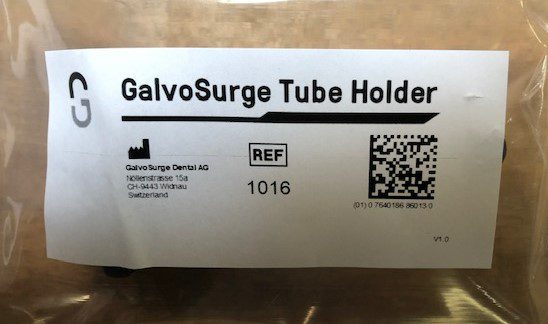 GalvoSurge Tube Holder
GalvoSurge Dental AG
Nöllenstrasse 15a
CH-9443 Widnau
Switzerland
REF
1016
(01) 0 7640186 86013 0
V1.0